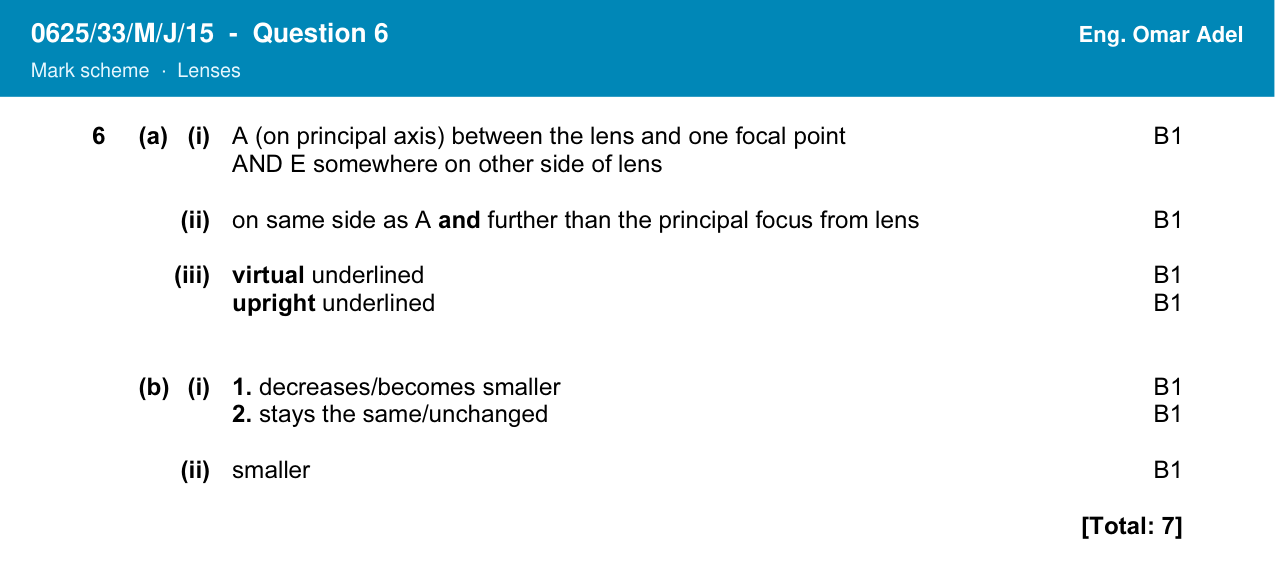 0625/33/M/J/15 - Question 6
Eng. Omar Adel
Mark scheme · Lenses
6 (a) (i) A (on principal axis) between the lens and one focal point B1
AND E somewhere on other side of lens
(ii) on same side as A and further than the principal focus from lens B1
(iii) virtual underlined B1
upright underlined B1
(b) (i) 1. decreases/becomes smaller B1
2. stays the same/unchanged B1
(ii) smaller B1
[Total: 7]